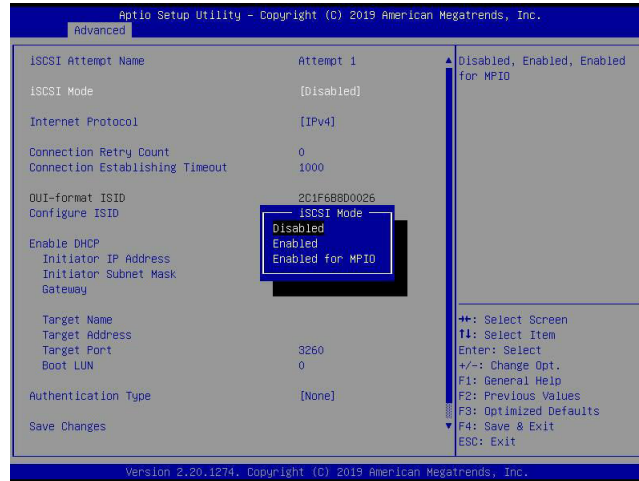 Aptio Setup Utility – Copyright (C) 2019 American Megatrends, Inc.
Advanced
iSCSI Attempt Name Attempt 1
iSCSI Mode [Disabled]
Internet Protocol [IPv4]
Connection Retry Count 0
Connection Establishing Timeout 1000
OUI-format ISID 2C1F6B8D0026
Configure ISID
Enable DHCP
Initiator IP Address
Initiator Subnet Mask
Gateway
Target Name
Target Address
Target Port 3260
Boot LUN 0
Authentication Type [None]
Save Changes
iSCSI Mode
Disabled
Enabled
Enabled for MPIO
Disabled, Enabled, Enabled
for MPIO
→←: Select Screen
↑↓: Select Item
Enter: Select
+/-: Change Opt.
F1: General Help
F2: Previous Values
F3: Optimized Defaults
F4: Save & Exit
ESC: Exit
Version 2.20.1274. Copyright (C) 2019 American Megatrends, Inc.